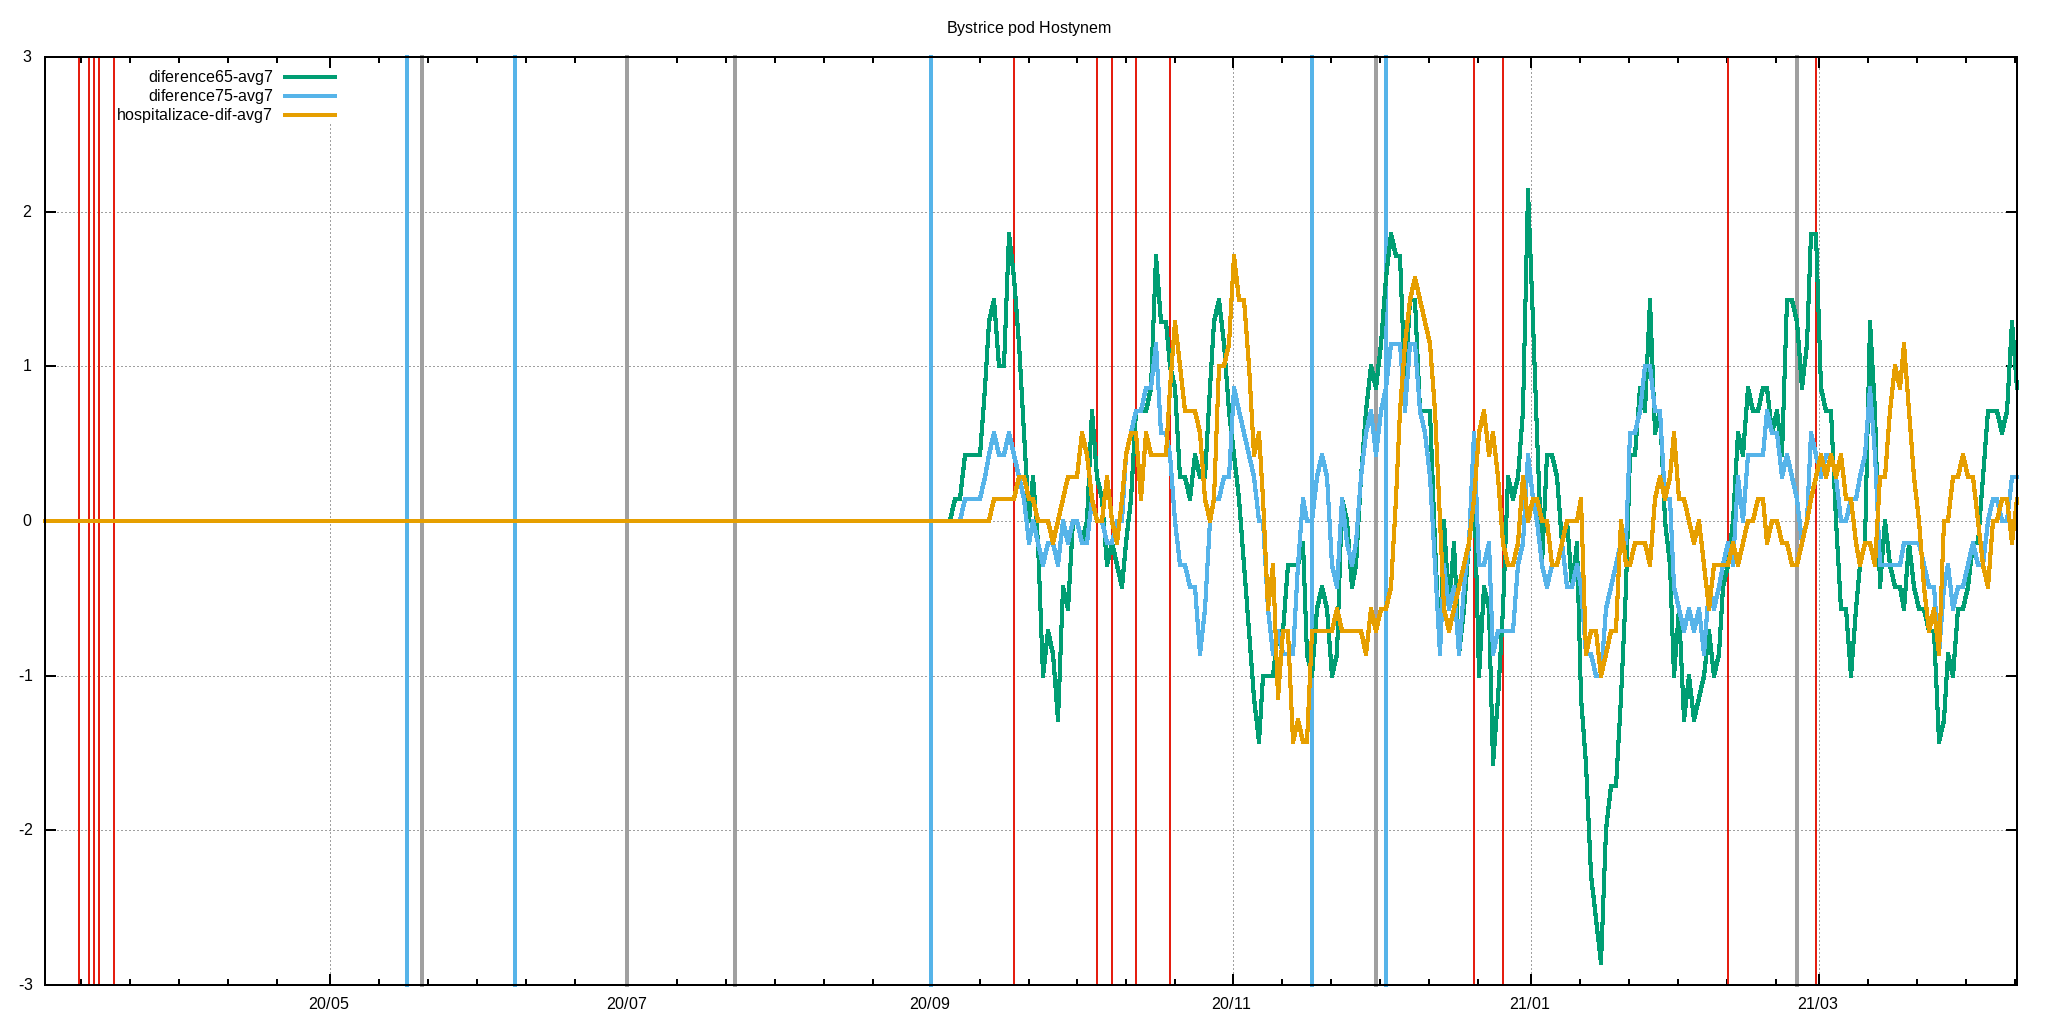 Bystrice pod Hostynem
3
diference65-avg7
diference75-avg7
hospitalizace-dif-avg7
2
1
0
-1
-2
-3
20/05 20/07 20/09 20/11 21/01 21/03